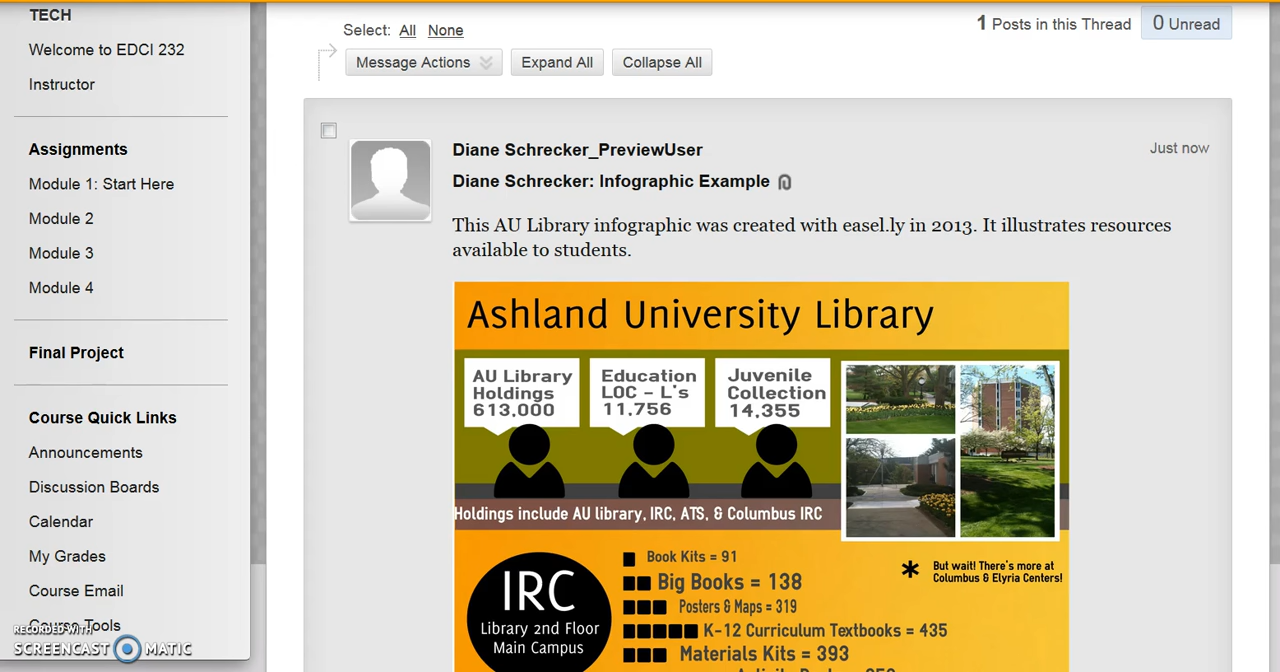 TECH
Welcome to EDCI 232
Instructor
Assignments
Module 1: Start Here
Module 2
Module 3
Module 4
Final Project
Course Quick Links
Announcements
Discussion Boards
Calendar
My Grades
Course Email
Course Tools
RECORDED WITH
SCREENCAST MATIC
Select: All None
1 Posts in this Thread 0 Unread
Message Actions Expand All Collapse All
Diane Schrecker_PreviewUser
Just now
Diane Schrecker: Infographic Example
This AU Library infographic was created with easel.ly in 2013. It illustrates resources
available to students.
Ashland University Library
AU Library
Holdings
613,000
Education
LOC - L's
11,756
Juvenile
Collection
14,355
Holdings include AU library, IRC, ATS, & Columbus IRC
IRC
Library 2nd Floor
Main Campus
Book Kits = 91
Big Books = 138
Posters & Maps = 319
K-12 Curriculum Textbooks = 435
Materials Kits = 393
* But wait! There's more at
Columbus & Elyria Centers!